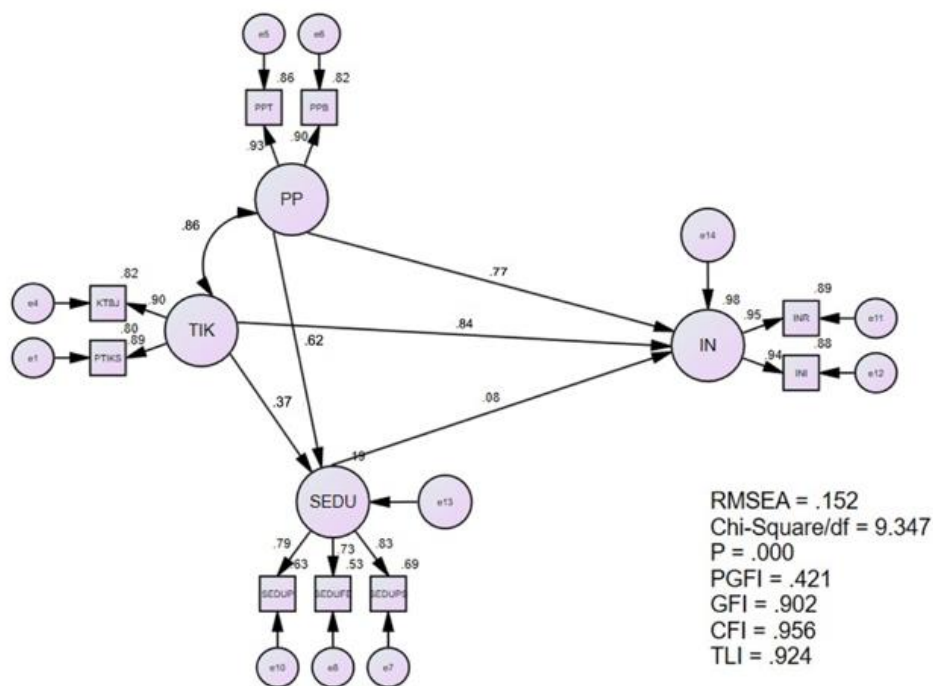 e5
e6
.86
.82
PPT
PPB
.93
.90
PP
.86
e14
.77
.82
.98
.89
e4
KTBJ
.90
.95
INR
e11
TIK
.84
IN
.80
.88
e1
PTIKS
.89
.62
.94
INI
e12
.37
.08
.19
SEDU
e13
.79
.73
.83
.63
.53
.69
e10
e7
RMSEA = .152
Chi-Square/df = 9.347
P = .000
PGFI = .421
GFI = .902
CFI = .956
TLI = .924